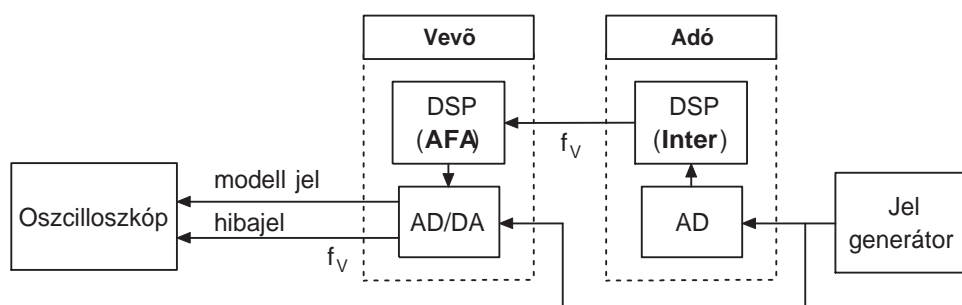 Vevõ
Adó
DSP
(AFA)
DSP
(Inter)
f_V
modell jel
hibajel
f_V
Oszcilloszkóp
AD/DA
AD
Jel
generátor